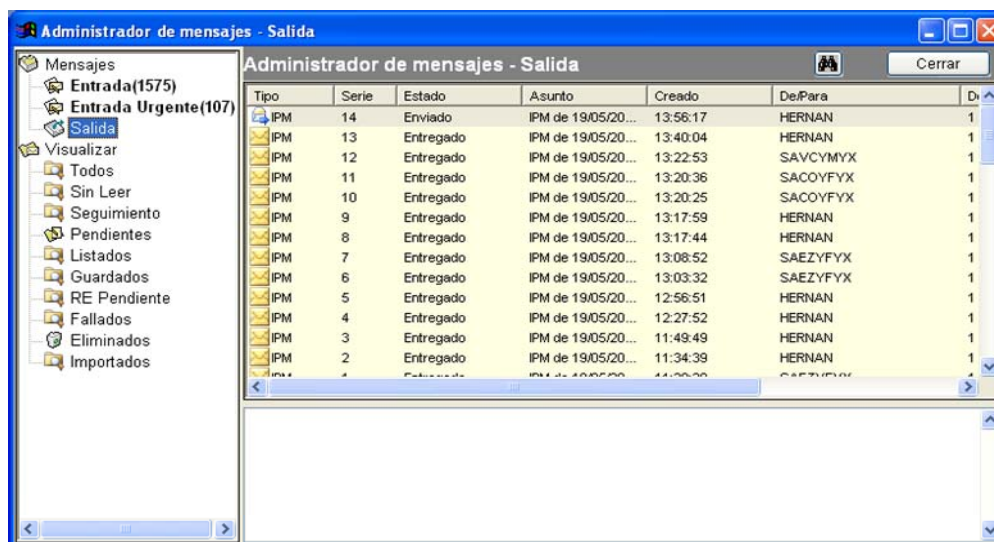 Administrador de mensajes - Salida
Mensajes
Entrada(1575)
Entrada Urgente(107)
Salida
Visualizar
Todos
Sin Leer
Seguimiento
Pendientes
Listados
Guardados
RE Pendiente
Fallados
Eliminados
Importados
Administrador de mensajes - Salida Cerrar
Tipo Serie Estado Asunto Creado De/Para
IPM 14 Enviado IPM de 19/05/20... 13:56:17 HERNAN 1
IPM 13 Entregado IPM de 19/05/20... 13:40:04 HERNAN 1
IPM 12 Entregado IPM de 19/05/20... 13:22:53 SAVCYMYX 1
IPM 11 Entregado IPM de 19/05/20... 13:20:36 SACOYFYX 1
IPM 10 Entregado IPM de 19/05/20... 13:20:25 SACOYFYX 1
IPM 9 Entregado IPM de 19/05/20... 13:17:59 HERNAN 1
IPM 8 Entregado IPM de 19/05/20... 13:17:44 HERNAN 1
IPM 7 Entregado IPM de 19/05/20... 13:08:52 SAEZYFYX 1
IPM 6 Entregado IPM de 19/05/20... 13:03:32 SAEZYFYX 1
IPM 5 Entregado IPM de 19/05/20... 12:56:51 HERNAN 1
IPM 4 Entregado IPM de 19/05/20... 12:27:52 HERNAN 1
IPM 3 Entregado IPM de 19/05/20... 11:49:49 HERNAN 1
IPM 2 Entregado IPM de 19/05/20... 11:34:39 HERNAN 1